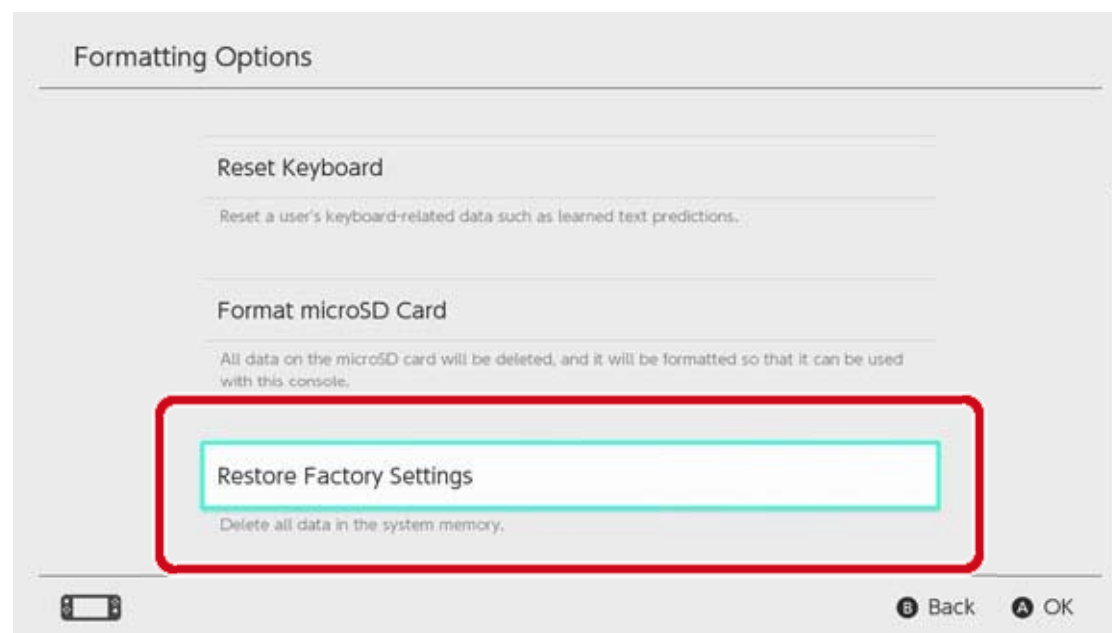 Formatting Options
Reset Keyboard
Reset a user's keyboard-related data such as learned text predictions.
Format microSD Card
All data on the microSD card will be deleted, and it will be formatted so that it can be used
with this console.
Restore Factory Settings
Delete all data in the system memory.
B Back A OK